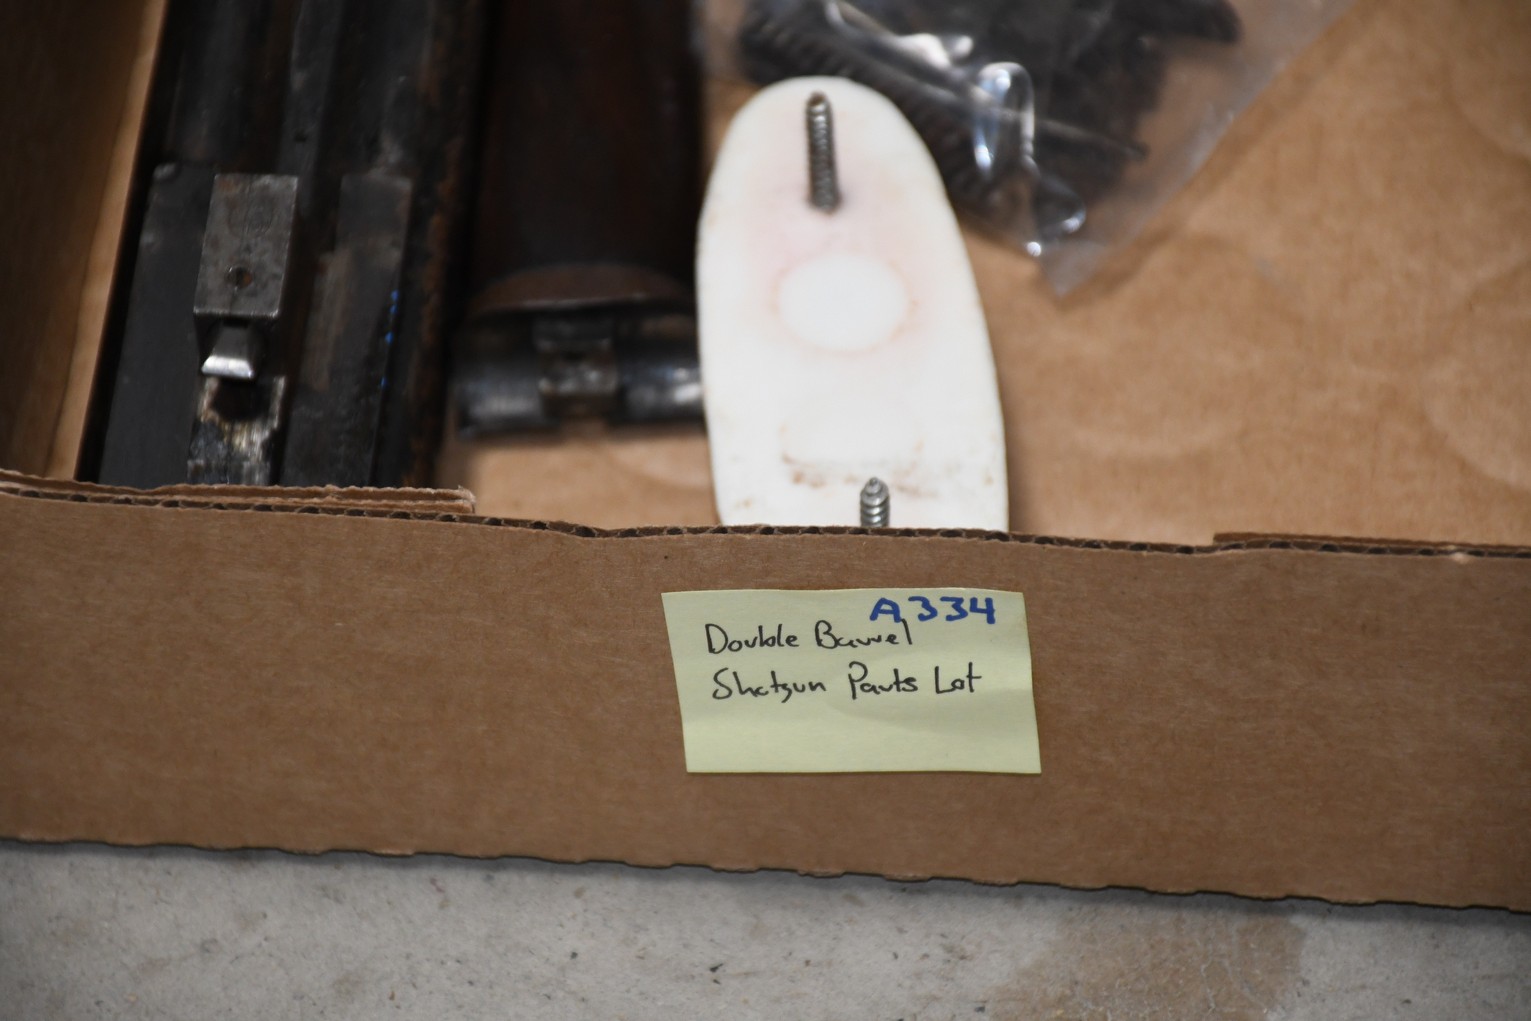 A334
Double Barrel
Shotgun Parts Lot